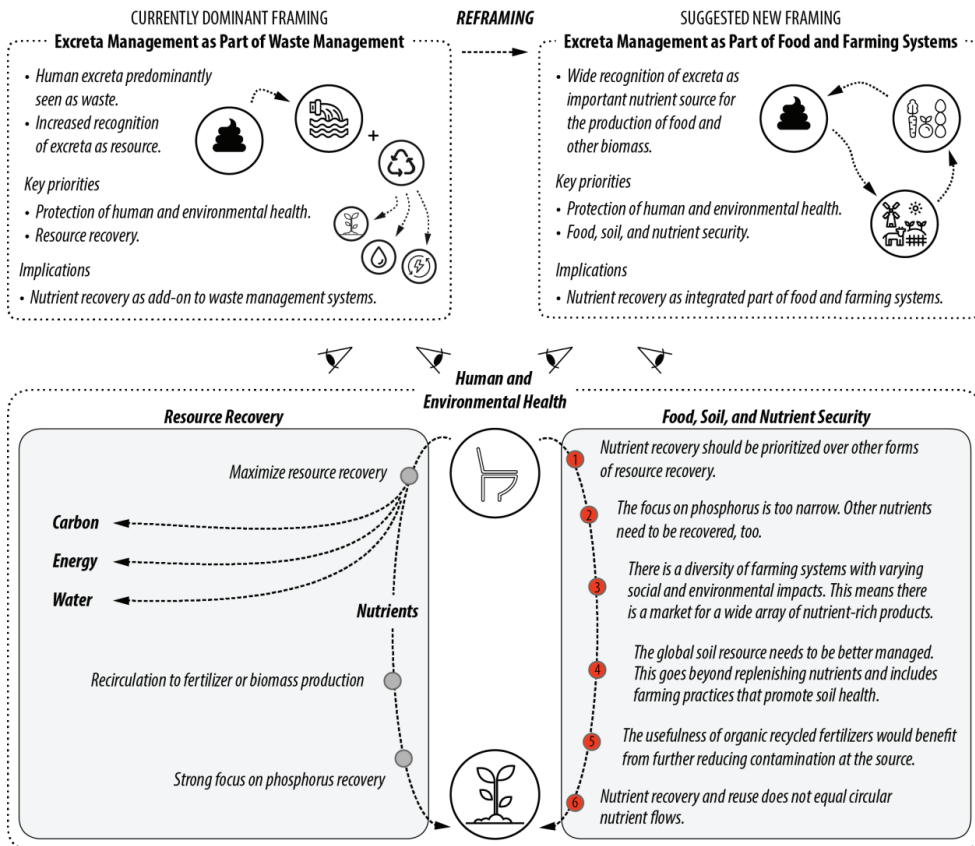 CURRENTLY DOMINANT FRAMING
Excreta Management as Part of Waste Management
• Human excreta predominantly
seen as waste.
• Increased recognition
of excreta as resource.
+
Key priorities
• Protection of human and environmental health.
• Resource recovery.
Implications
• Nutrient recovery as add-on to waste management systems.
REFRAMING
SUGGESTED NEW FRAMING
Excreta Management as Part of Food and Farming Systems
• Wide recognition of excreta as
important nutrient source for
the production of food and
other biomass.
Key priorities
• Protection of human and environmental health.
• Food, soil, and nutrient security.
Implications
• Nutrient recovery as integrated part of food and farming systems.
Human and
Environmental Health
Resource Recovery
Maximize resource recovery
Carbon
Energy
Water
Nutrients
Recirculation to fertilizer or biomass production
Strong focus on phosphorus recovery
Food, Soil, and Nutrient Security
1 Nutrient recovery should be prioritized over other forms
of resource recovery.
2 The focus on phosphorus is too narrow. Other nutrients
need to be recovered, too.
3 There is a diversity of farming systems with varying
social and environmental impacts. This means there
is a market for a wide array of nutrient-rich products.
4 The global soil resource needs to be better managed.
This goes beyond replenishing nutrients and includes
farming practices that promote soil health.
5 The usefulness of organic recycled fertilizers would benefit
from further reducing contamination at the source.
6 Nutrient recovery and reuse does not equal circular
nutrient flows.